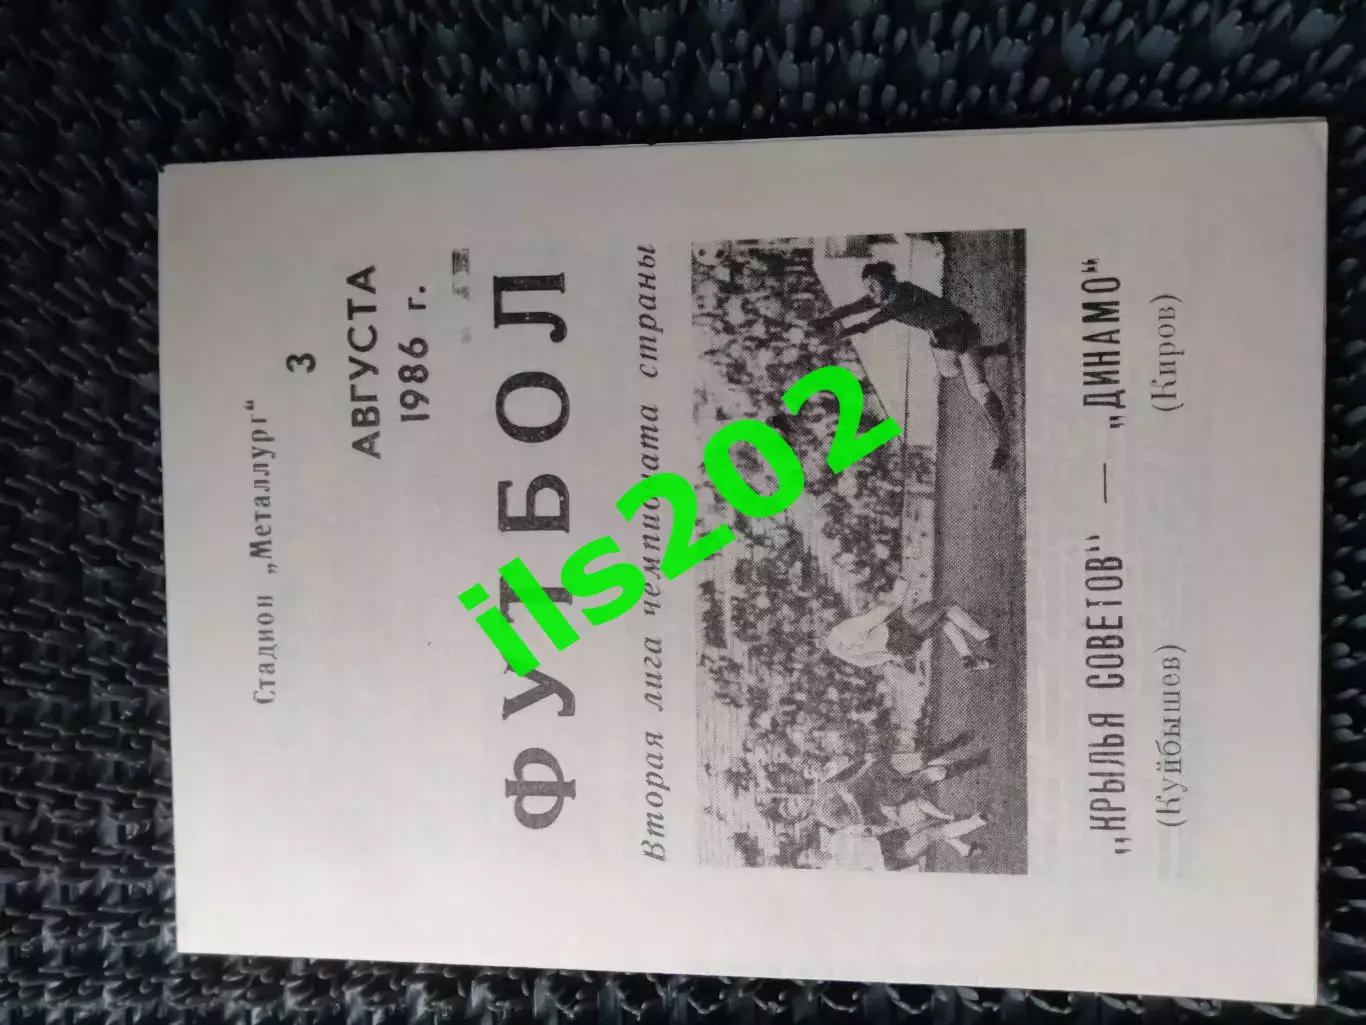 Стадион „Металлург“
3
АВГУСТА
1986 г.
ФУТБОЛ
Вторая лига чемпионата страны
„КРЫЛЬЯ СОВЕТОВ" — „ДИНАМО“
(Куйбышев) (Киров)
ils202